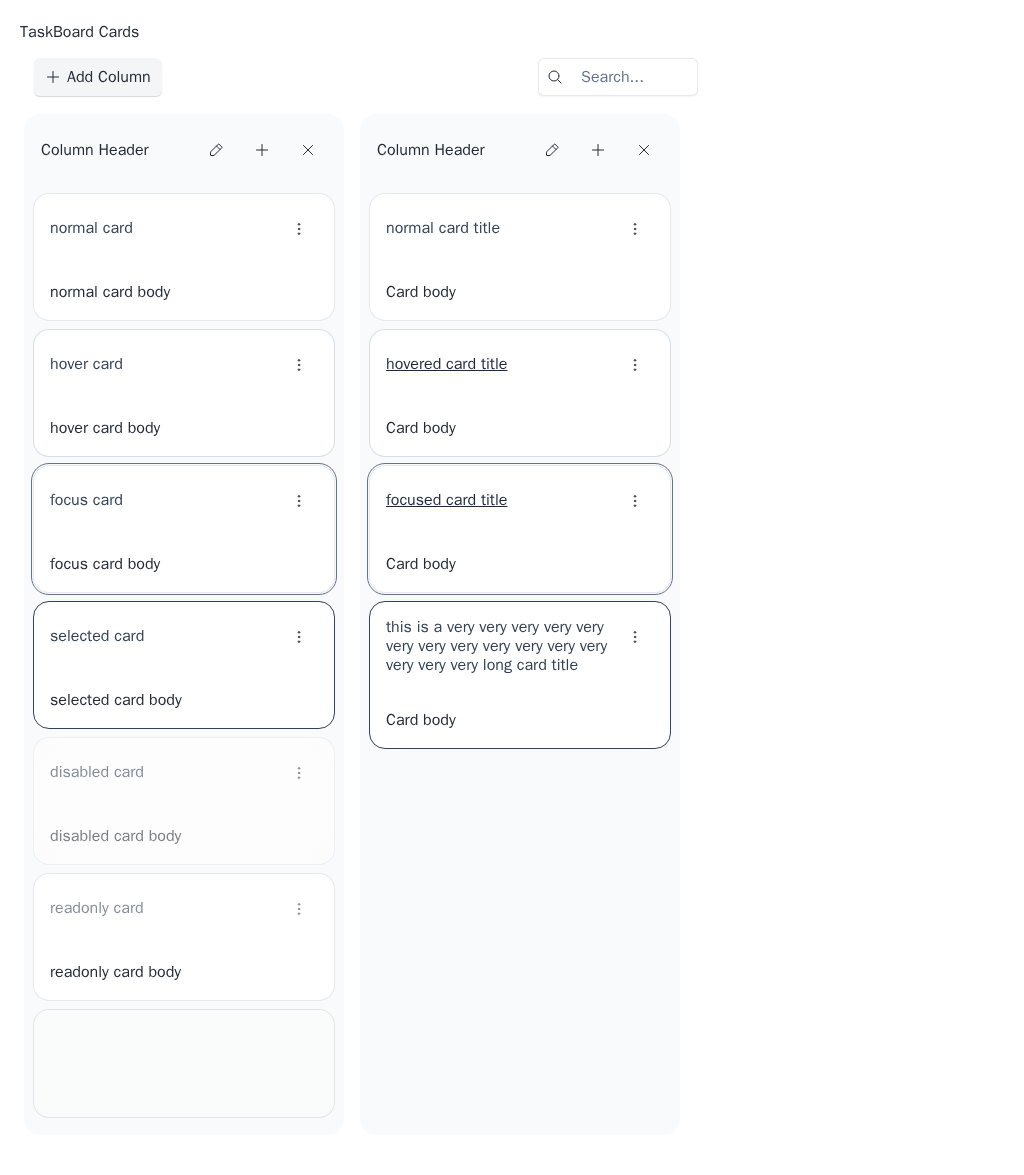 TaskBoard Cards
Add Column
Search...
Column Header
normal card
normal card body
hover card
hover card body
focus card
focus card body
selected card
selected card body
disabled card
disabled card body
readonly card
readonly card body
Column Header
normal card title
Card body
hovered card title
Card body
focused card title
Card body
this is a very very very very very
very very very very very very very
very very very long card title
Card body